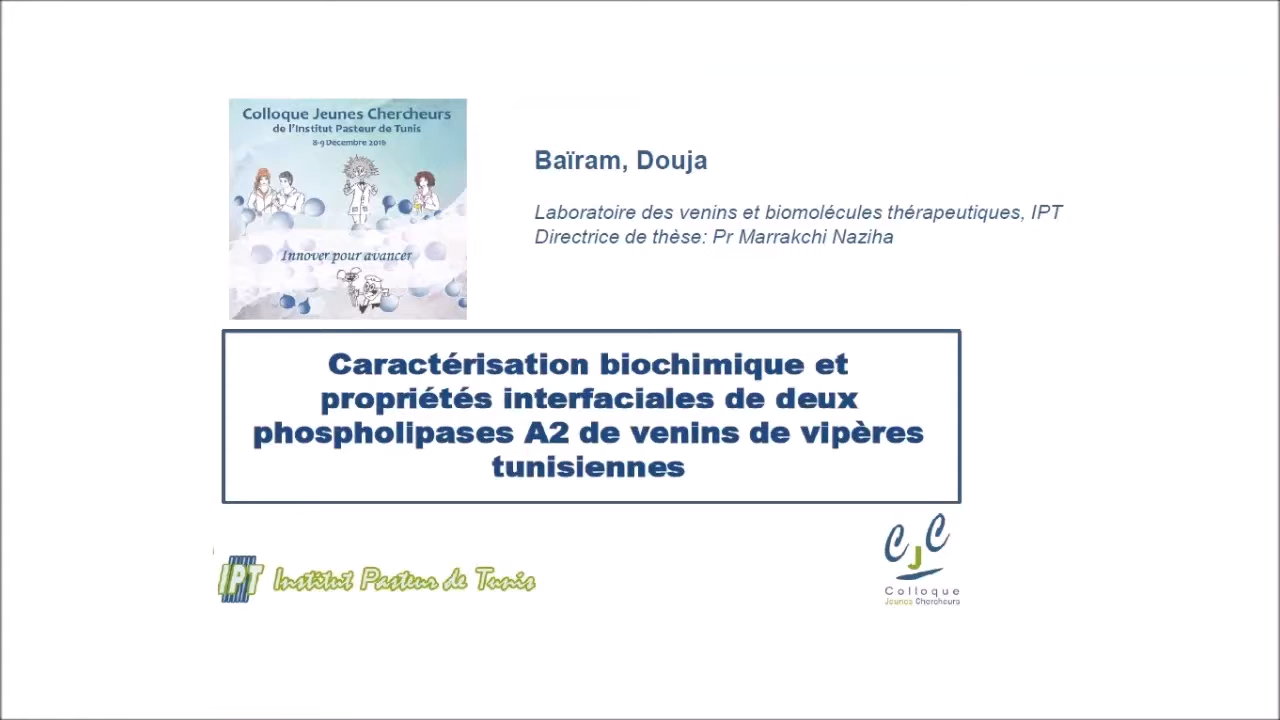 Colloque Jeunes Chercheurs
de l'Institut Pasteur de Tunis
8-9 Décembre 2016
Innover pour avancer
Baïram, Douja
Laboratoire des venins et biomolécules thérapeutiques, IPT
Directrice de thèse: Pr Marrakchi Naziha
Caractérisation biochimique et
propriétés interfaciales de deux
phospholipases A2 de venins de vipères
tunisiennes
IPT Institut Pasteur de Tunis
CJC
Colloque
Jeunes Chercheurs